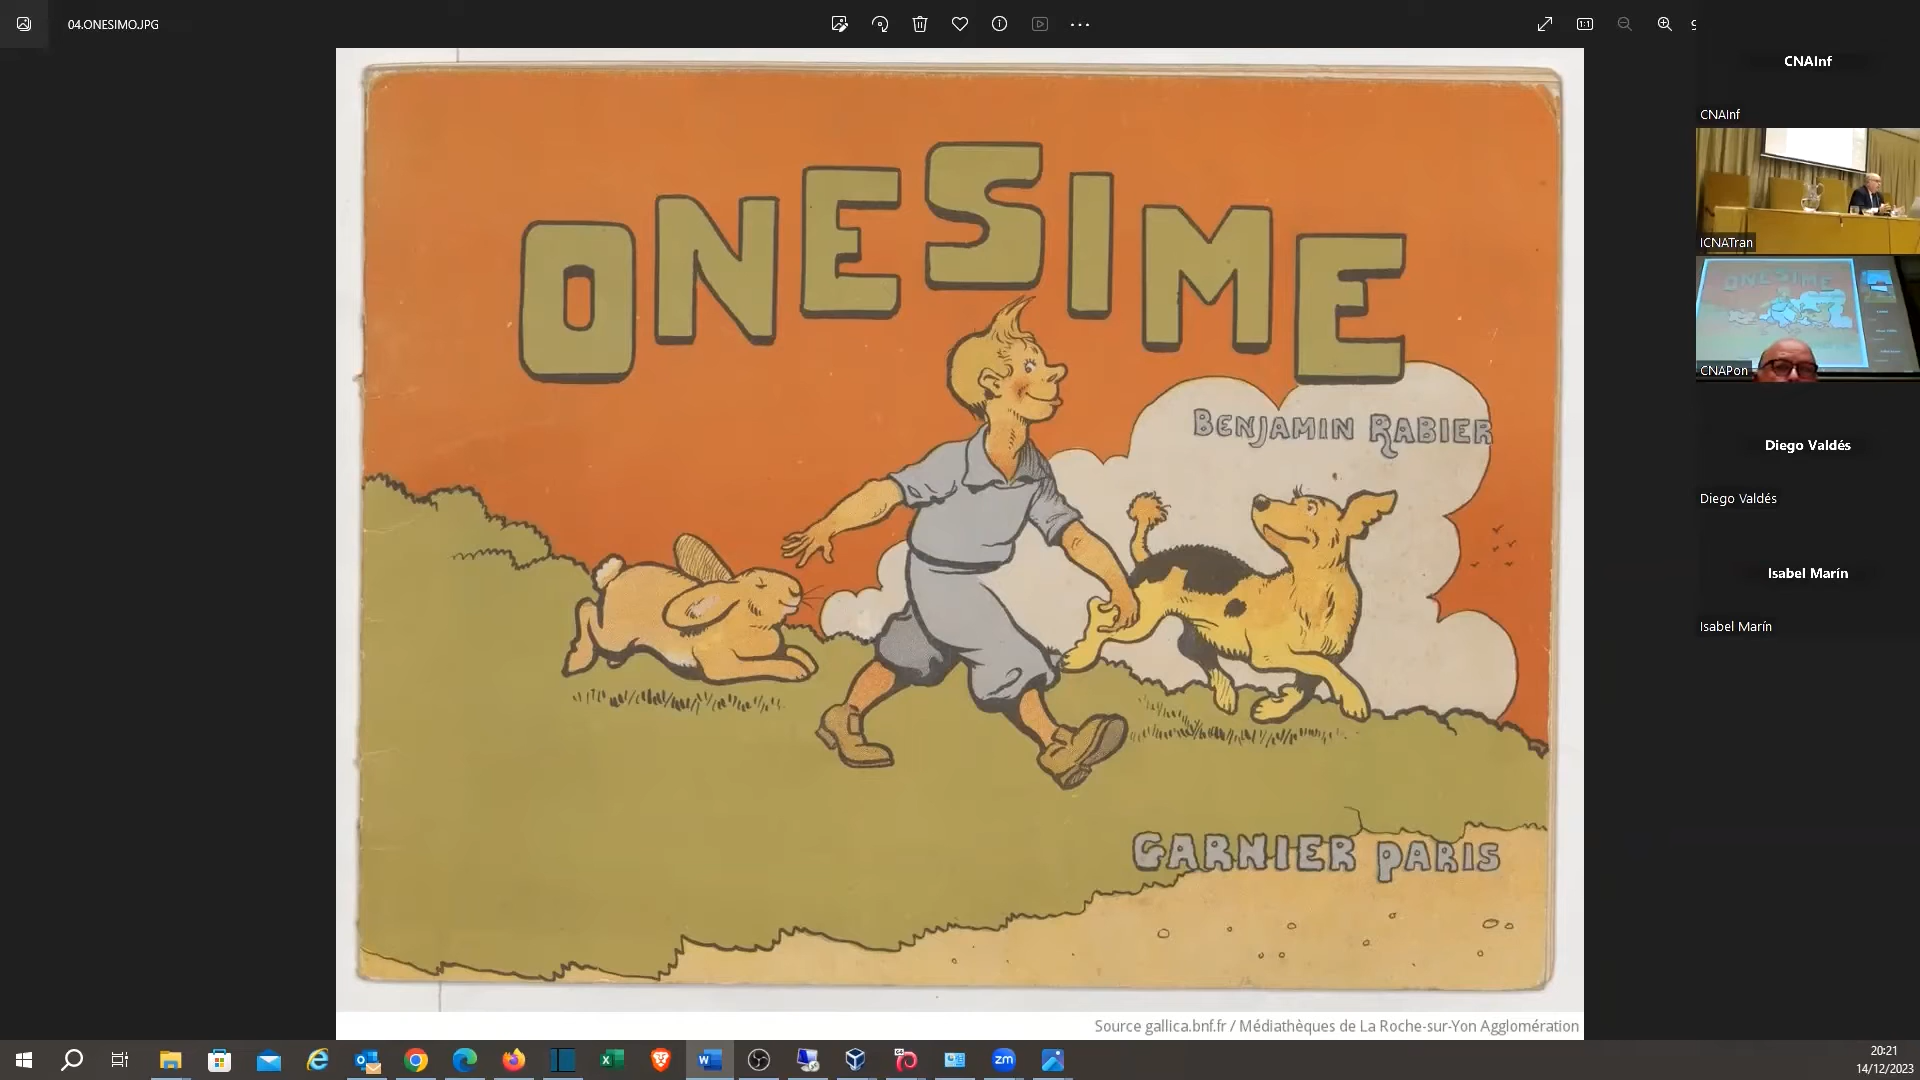 04.ONESIMO.JPG
CNAInf
CNAInf
ONESIME
BENJAMIN RABIER
ICNATran
ONESIME
CNAPon
Diego Valdés
Diego Valdés
Isabel Marín
Isabel Marín
GARNIER PARIS
Source gallica.bnf.fr / Médiathèques de La Roche-sur-Yon Agglomération
20:21
14/12/2023